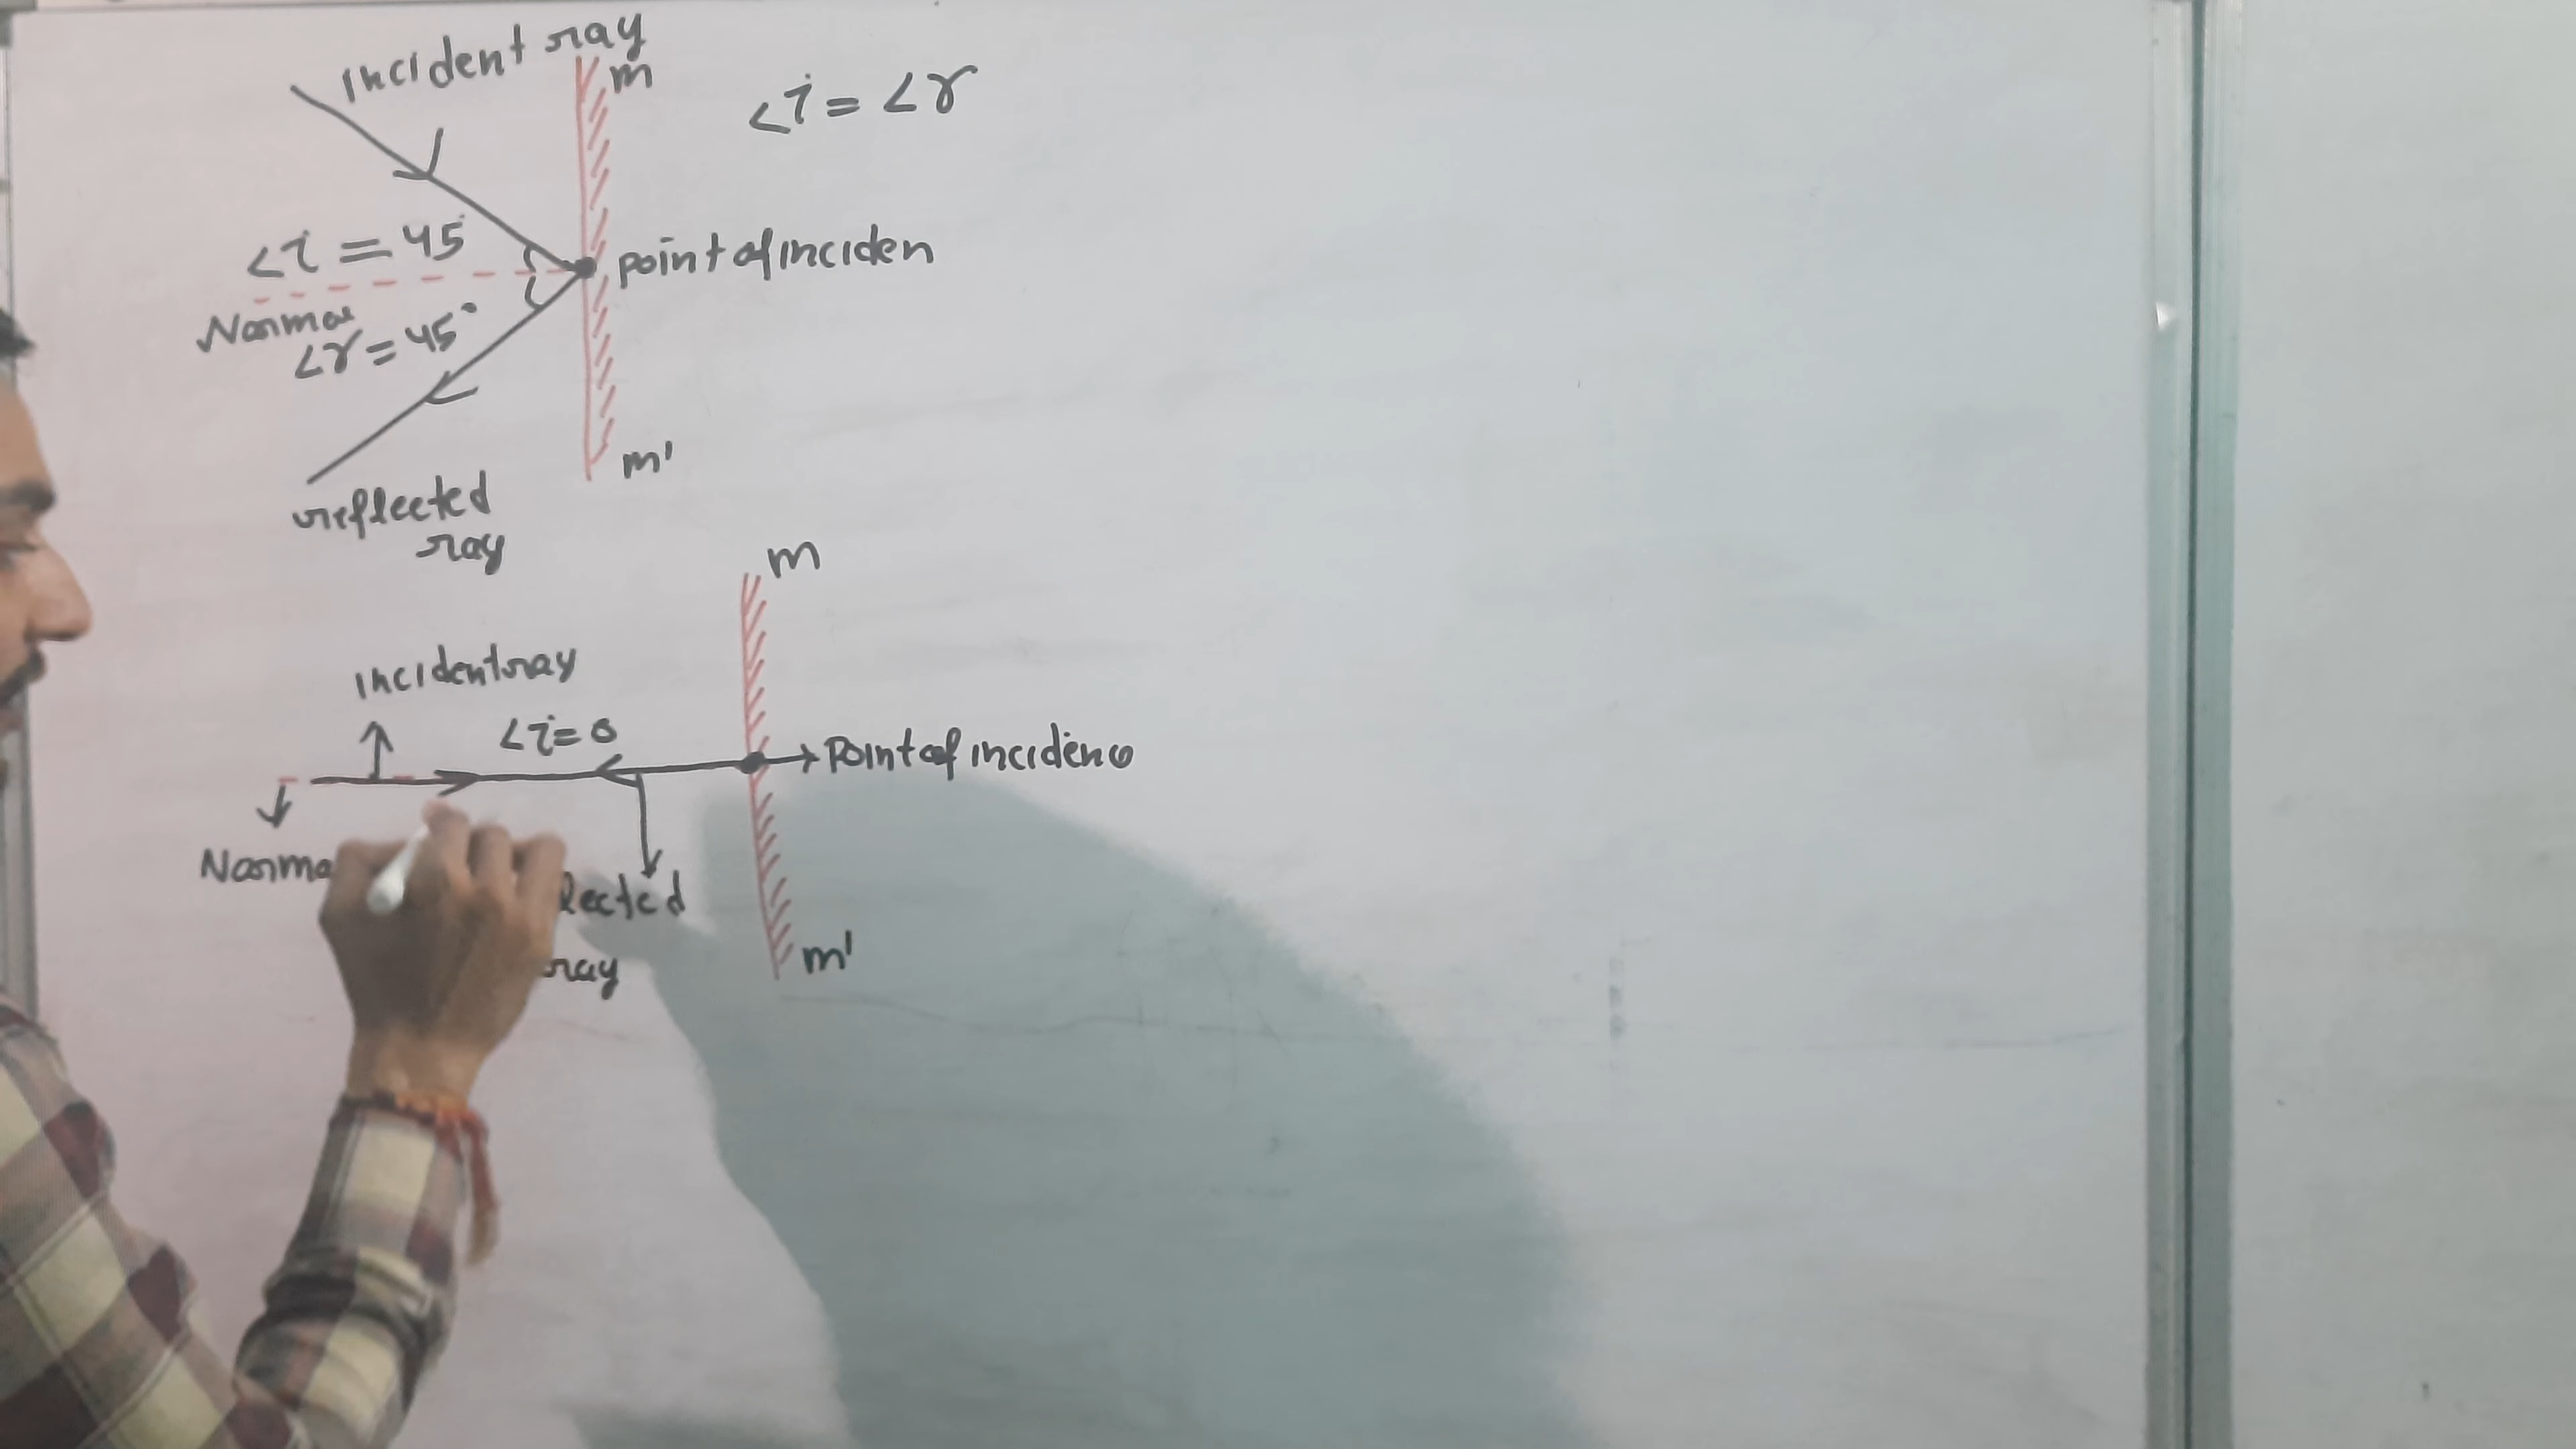 incident ray
m
∠i = ∠r
∠i = 45
point of inciden
Normal
∠r = 45°
m'
reflected
ray
m
incident ray
∠i = 0
Point of incidence
Norma
lected
m'
ray